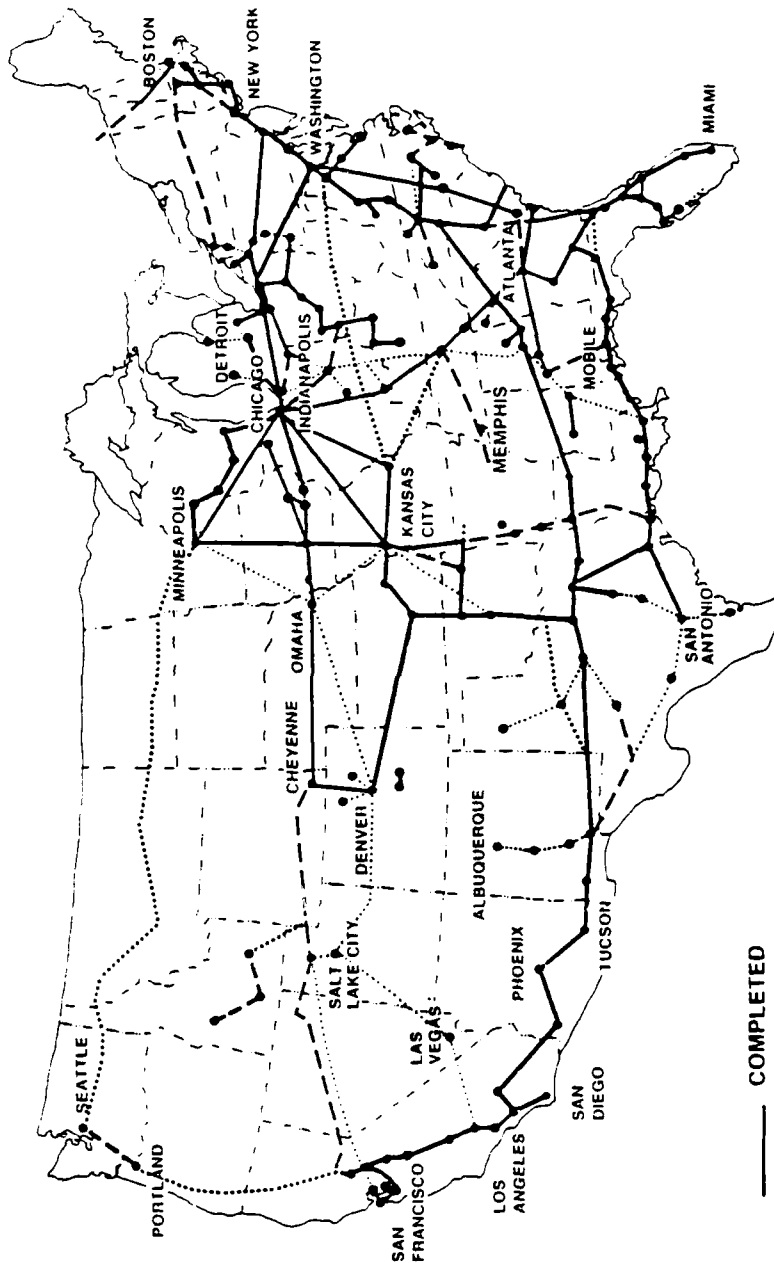 SEATTLE
PORTLAND
SAN
FRANCISCO
LOS
ANGELES
SAN
DIEGO
LAS
VEGAS
SALT
LAKE CITY
PHOENIX
TUCSON
ALBUQUERQUE
DENVER
CHEYENNE
OMAHA
MINNEAPOLIS
KANSAS
CITY
SAN
ANTONIO
MEMPHIS
MOBILE
CHICAGO
INDIANAPOLIS
DETROIT
ATLANTA
BOSTON
NEW YORK
WASHINGTON
MIAMI
COMPLETED